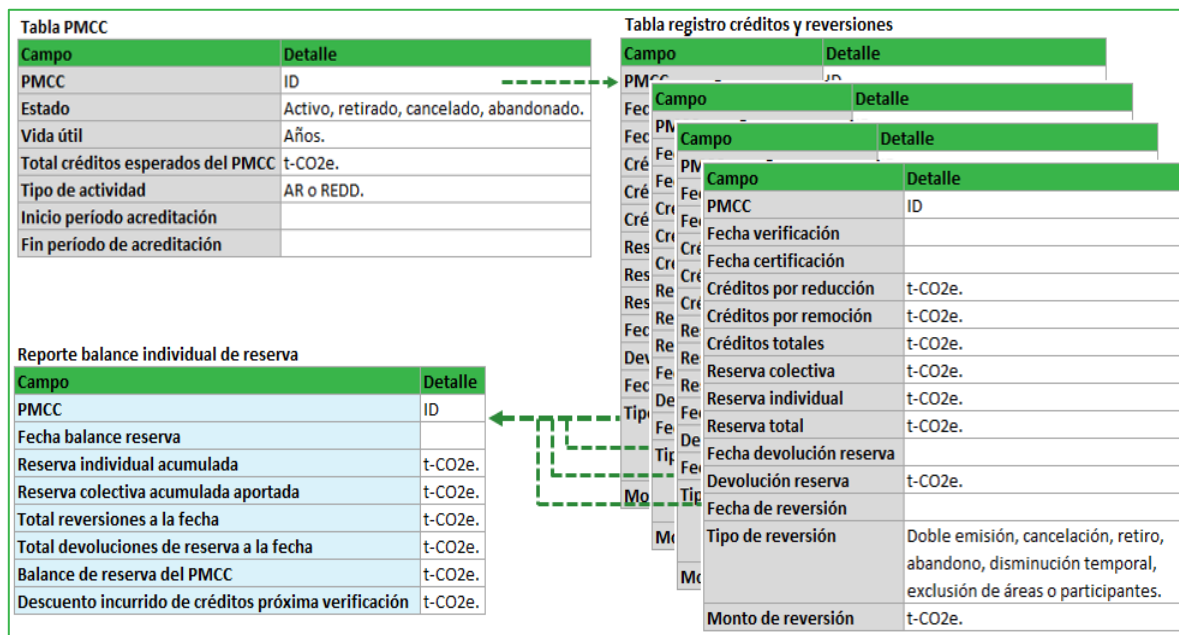 Tabla PMCC
Campo Detalle
PMCC ID
Estado Activo, retirado, cancelado, abandonado.
Vida útil Años.
Total créditos esperados del PMCC t-CO2e.
Tipo de actividad AR o REDD.
Inicio período acreditación
Fin período de acreditación
Reporte balance individual de reserva
Campo Detalle
PMCC ID
Fecha balance reserva
Reserva individual acumulada t-CO2e.
Reserva colectiva acumulada aportada t-CO2e.
Total reversiones a la fecha t-CO2e.
Total devoluciones de reserva a la fecha t-CO2e.
Balance de reserva del PMCC t-CO2e.
Descuento incurrido de créditos próxima verificación t-CO2e.
Tabla registro créditos y reversiones
Campo Detalle
Campo Detalle
Campo Detalle
Campo Detalle
PMCC ID
Fecha verificación
Fecha certificación
Créditos por reducción t-CO2e.
Créditos por remoción t-CO2e.
Créditos totales t-CO2e.
Reserva colectiva t-CO2e.
Reserva individual t-CO2e.
Reserva total t-CO2e.
Fecha devolución reserva
Devolución reserva t-CO2e.
Fecha de reversión
Tipo de reversión Doble emisión, cancelación, retiro,
abandono, disminución temporal,
exclusión de áreas o participantes.
Monto de reversión t-CO2e.